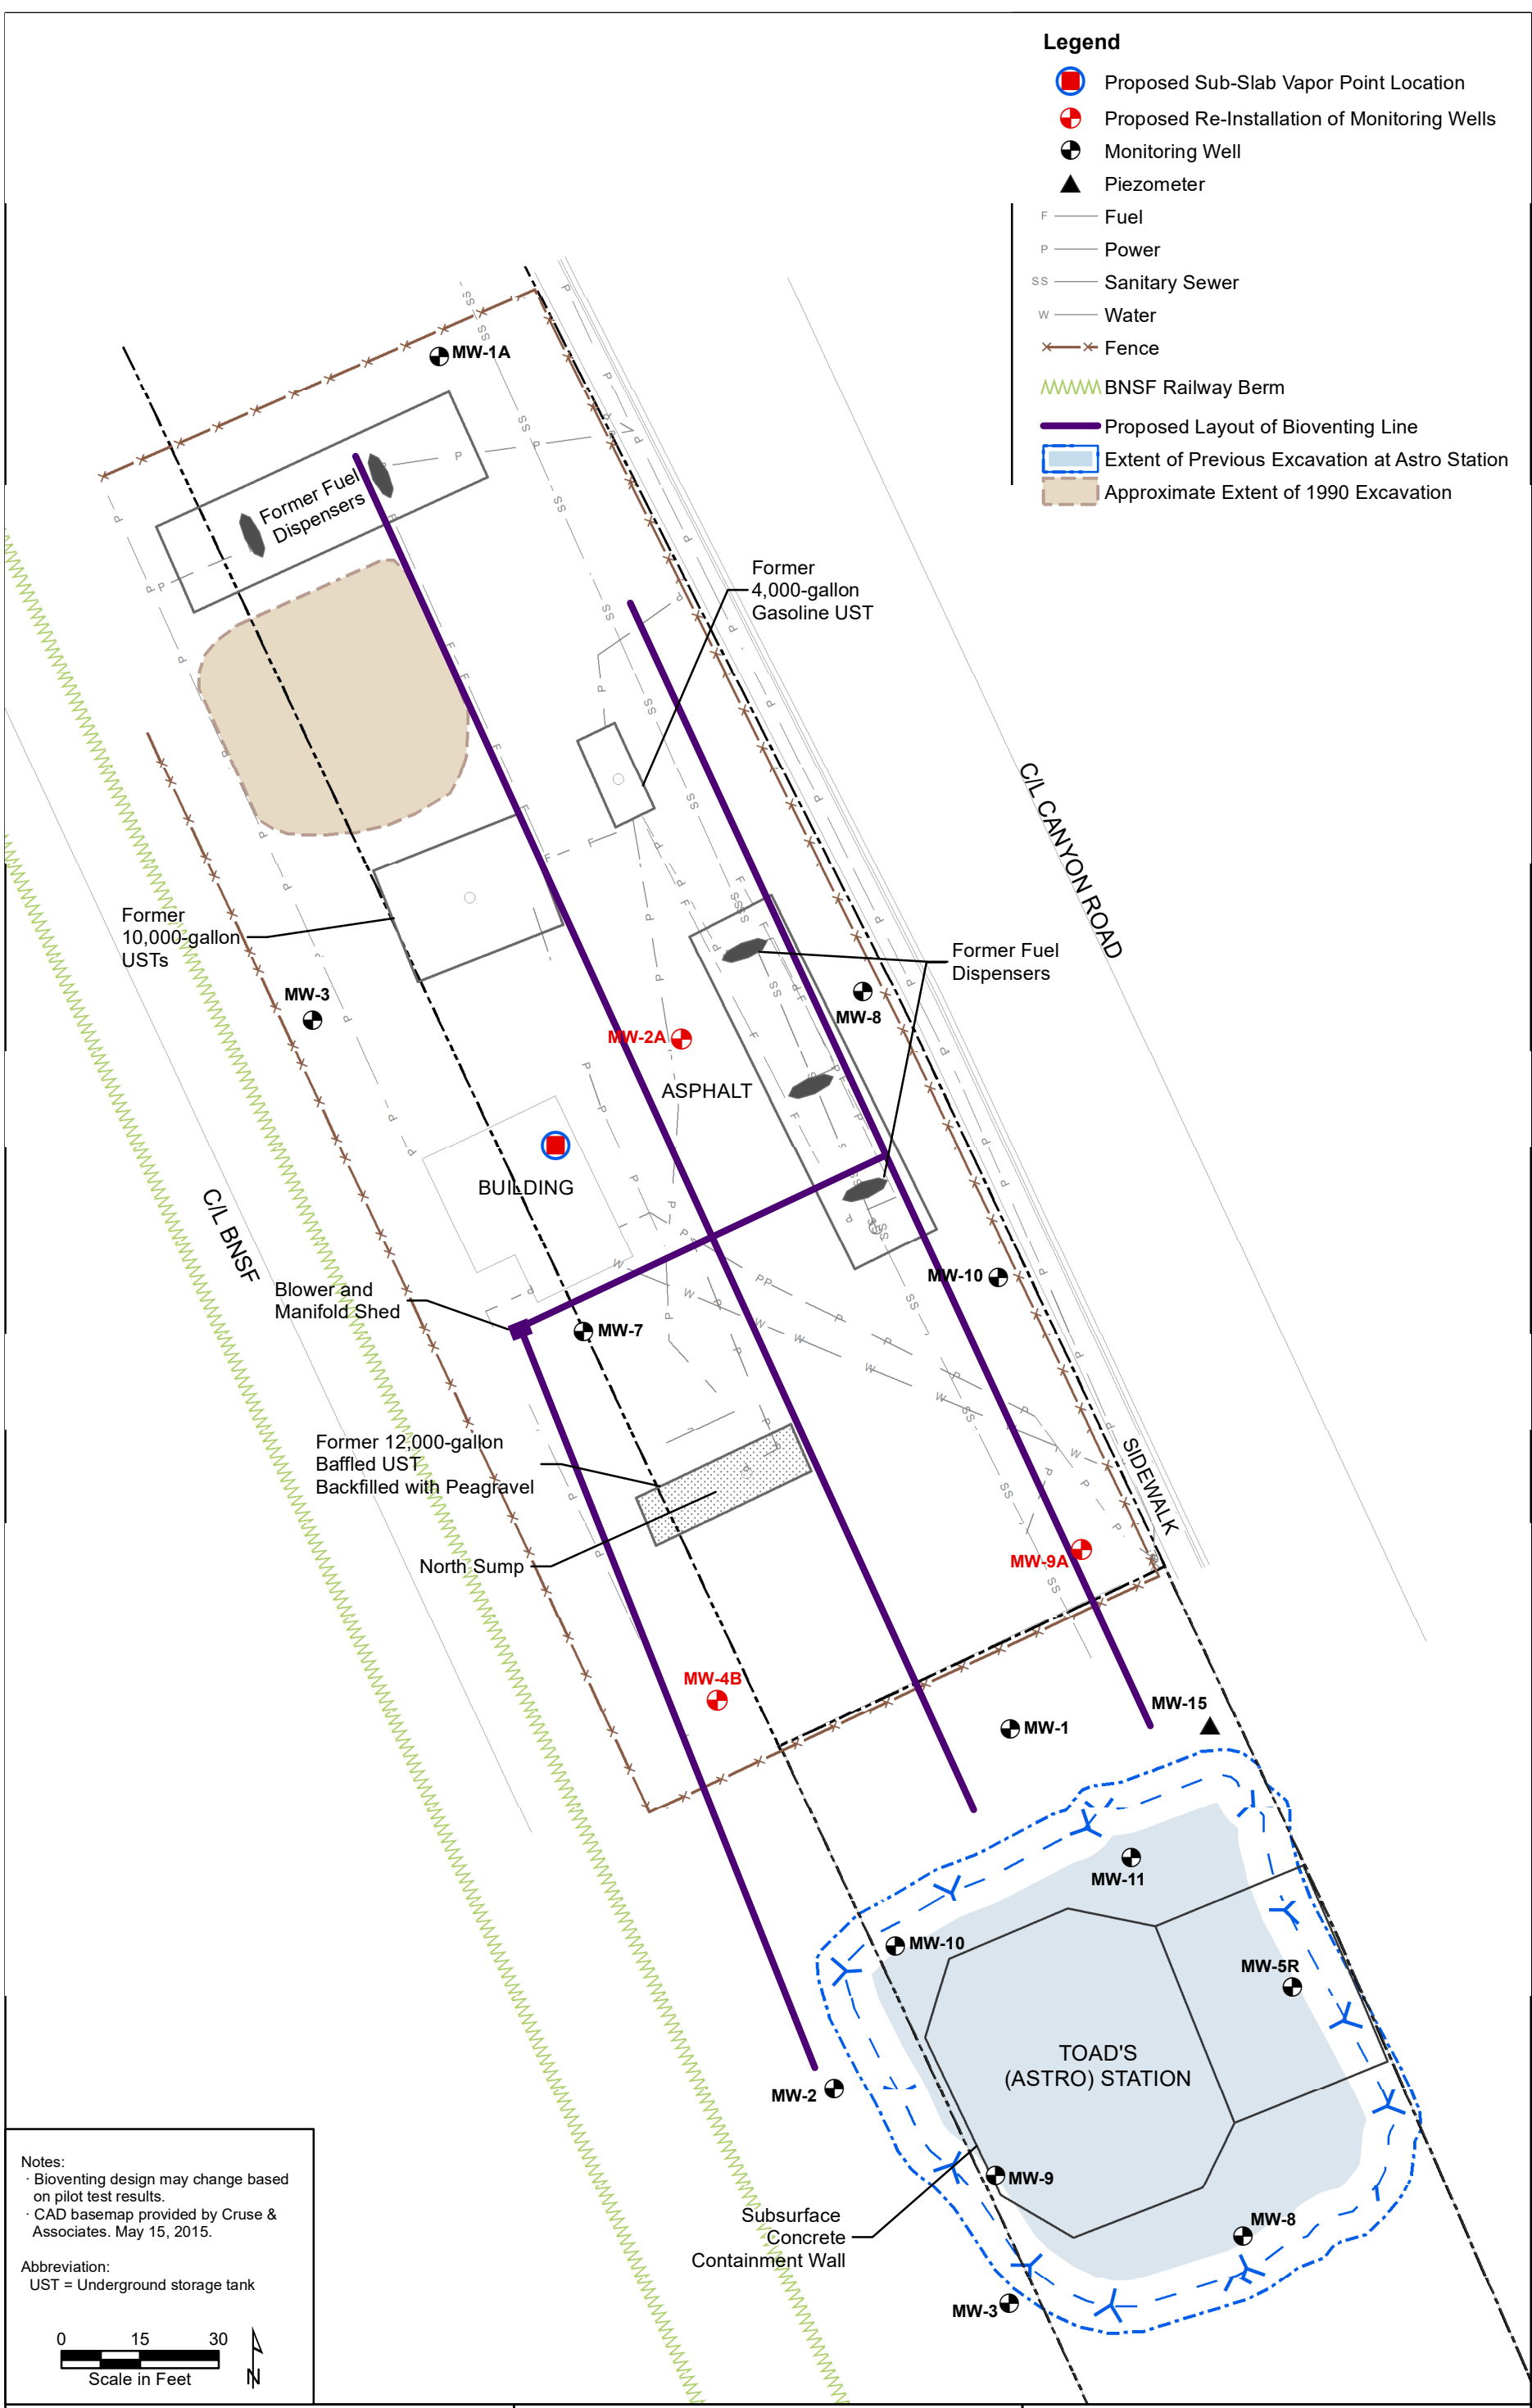 Legend
Proposed Sub-Slab Vapor Point Location
Proposed Re-Installation of Monitoring Wells
Monitoring Well
Piezometer
F Fuel
P Power
SS Sanitary Sewer
W Water
Fence
BNSF Railway Berm
Proposed Layout of Bioventing Line
Extent of Previous Excavation at Astro Station
Approximate Extent of 1990 Excavation
MW-1A
Former Fuel
Dispensers
Former
4,000-gallon
Gasoline UST
C/L CANYON ROAD
Former
10,000-gallon
USTs
Former Fuel
Dispensers
MW-3
MW-8
MW-2A
ASPHALT
BUILDING
C/L BNSF
Blower and
Manifold Shed
MW-10
MW-7
Former 12,000-gallon
Baffled UST
Backfilled with Peagravel
SIDEWALK
North Sump
MW-9A
MW-4B
MW-15
MW-1
MW-11
MW-10
MW-5R
TOAD'S
(ASTRO) STATION
MW-2
MW-9
Subsurface
Concrete
Containment Wall
MW-8
MW-3
Notes:
· Bioventing design may change based
on pilot test results.
· CAD basemap provided by Cruse &
Associates. May 15, 2015.
Abbreviation:
UST = Underground storage tank
0 15 30
Scale in Feet
N